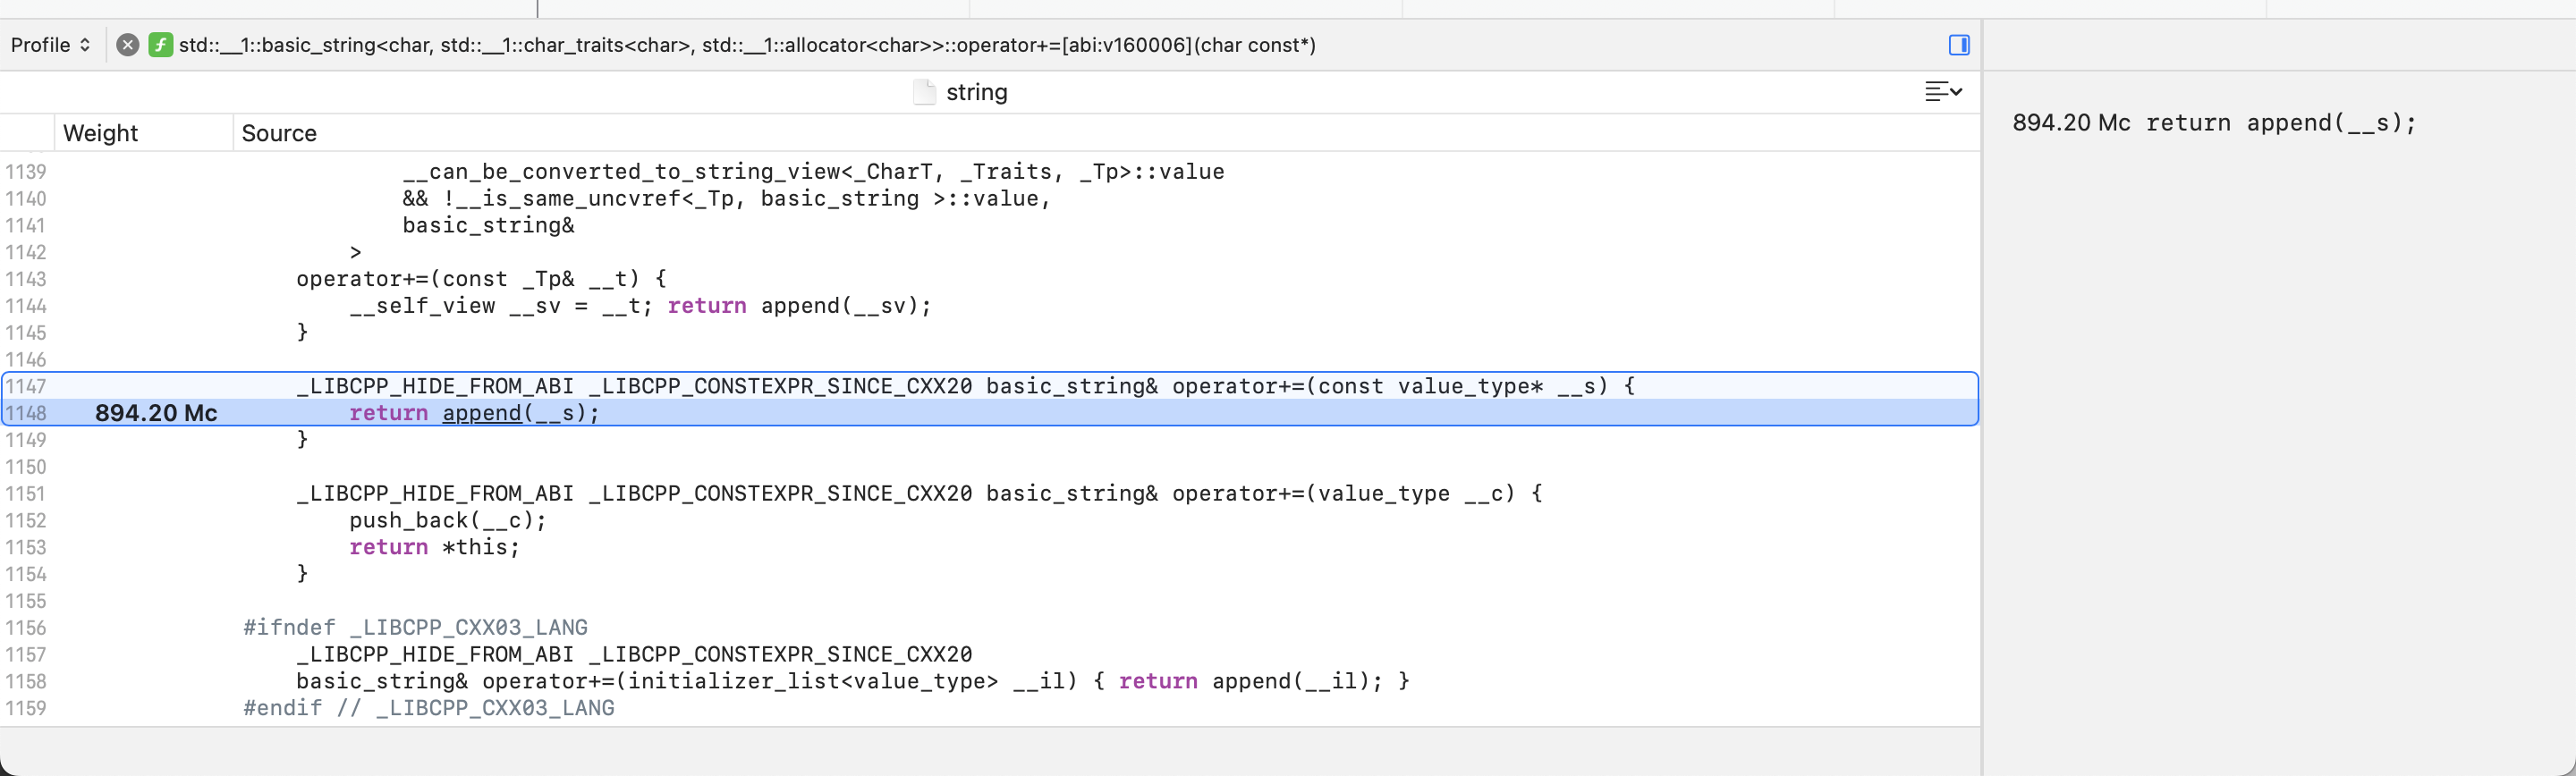 Profile std::__1::basic_string<char, std::__1::char_traits<char>, std::__1::allocator<char>>::operator+=[abi:v160006](char const*)
string
Weight Source
1139 __can_be_converted_to_string_view<_CharT, _Traits, _Tp>::value
1140 && !__is_same_uncvref<_Tp, basic_string >::value,
1141 basic_string&
1142 >
1143 operator+=(const _Tp& __t) {
1144 __self_view __sv = __t; return append(__sv);
1145 }
1146
1147 _LIBCPP_HIDE_FROM_ABI _LIBCPP_CONSTEXPR_SINCE_CXX20 basic_string& operator+=(const value_type* __s) {
1148 894.20 Mc return append(__s);
1149 }
1150
1151 _LIBCPP_HIDE_FROM_ABI _LIBCPP_CONSTEXPR_SINCE_CXX20 basic_string& operator+=(value_type __c) {
1152 push_back(__c);
1153 return *this;
1154 }
1155
1156 #ifndef _LIBCPP_CXX03_LANG
1157 _LIBCPP_HIDE_FROM_ABI _LIBCPP_CONSTEXPR_SINCE_CXX20
1158 basic_string& operator+=(initializer_list<value_type> __il) { return append(__il); }
1159 #endif // _LIBCPP_CXX03_LANG
894.20 Mc return append(__s);